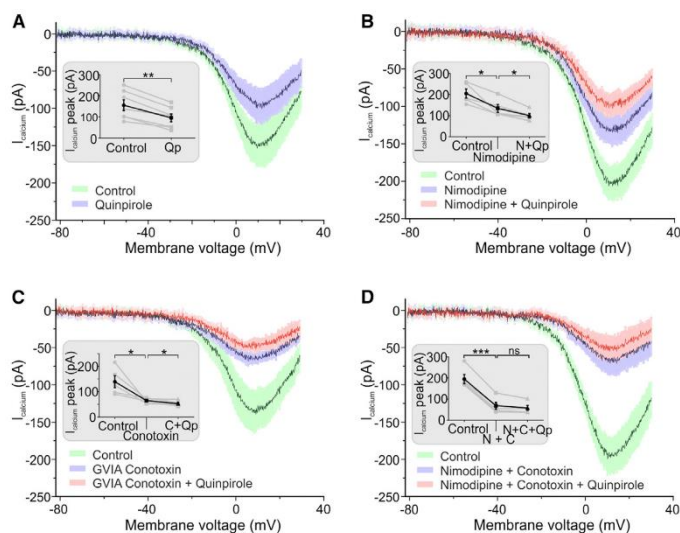 A
I calcium (pA)
0
-50
-100
-150
-200
-250
-80
-40
0
40
Membrane voltage (mV)
I calcium peak (pA)
300
200
100
0
**
Control
Qp
Control
Quinpirole
B
I calcium (pA)
0
-50
-100
-150
-200
-250
-80
-40
0
40
Membrane voltage (mV)
I calcium peak (pA)
300
200
100
0
*
*
Control
N+Qp
Nimodipine
Control
Nimodipine
Nimodipine + Quinpirole
C
I calcium (pA)
0
-50
-100
-150
-200
-250
-80
-40
0
40
Membrane voltage (mV)
I calcium peak (pA)
200
100
0
*
*
Control
C+Qp
Conotoxin
Control
GVIA Conotoxin
GVIA Conotoxin + Quinpirole
D
I calcium (pA)
0
-50
-100
-150
-200
-250
-80
-40
0
40
Membrane voltage (mV)
I calcium peak (pA)
300
200
100
0
***
ns
Control
N+C+Qp
N + C
Control
Nimodipine + Conotoxin
Nimodipine + Conotoxin + Quinpirole